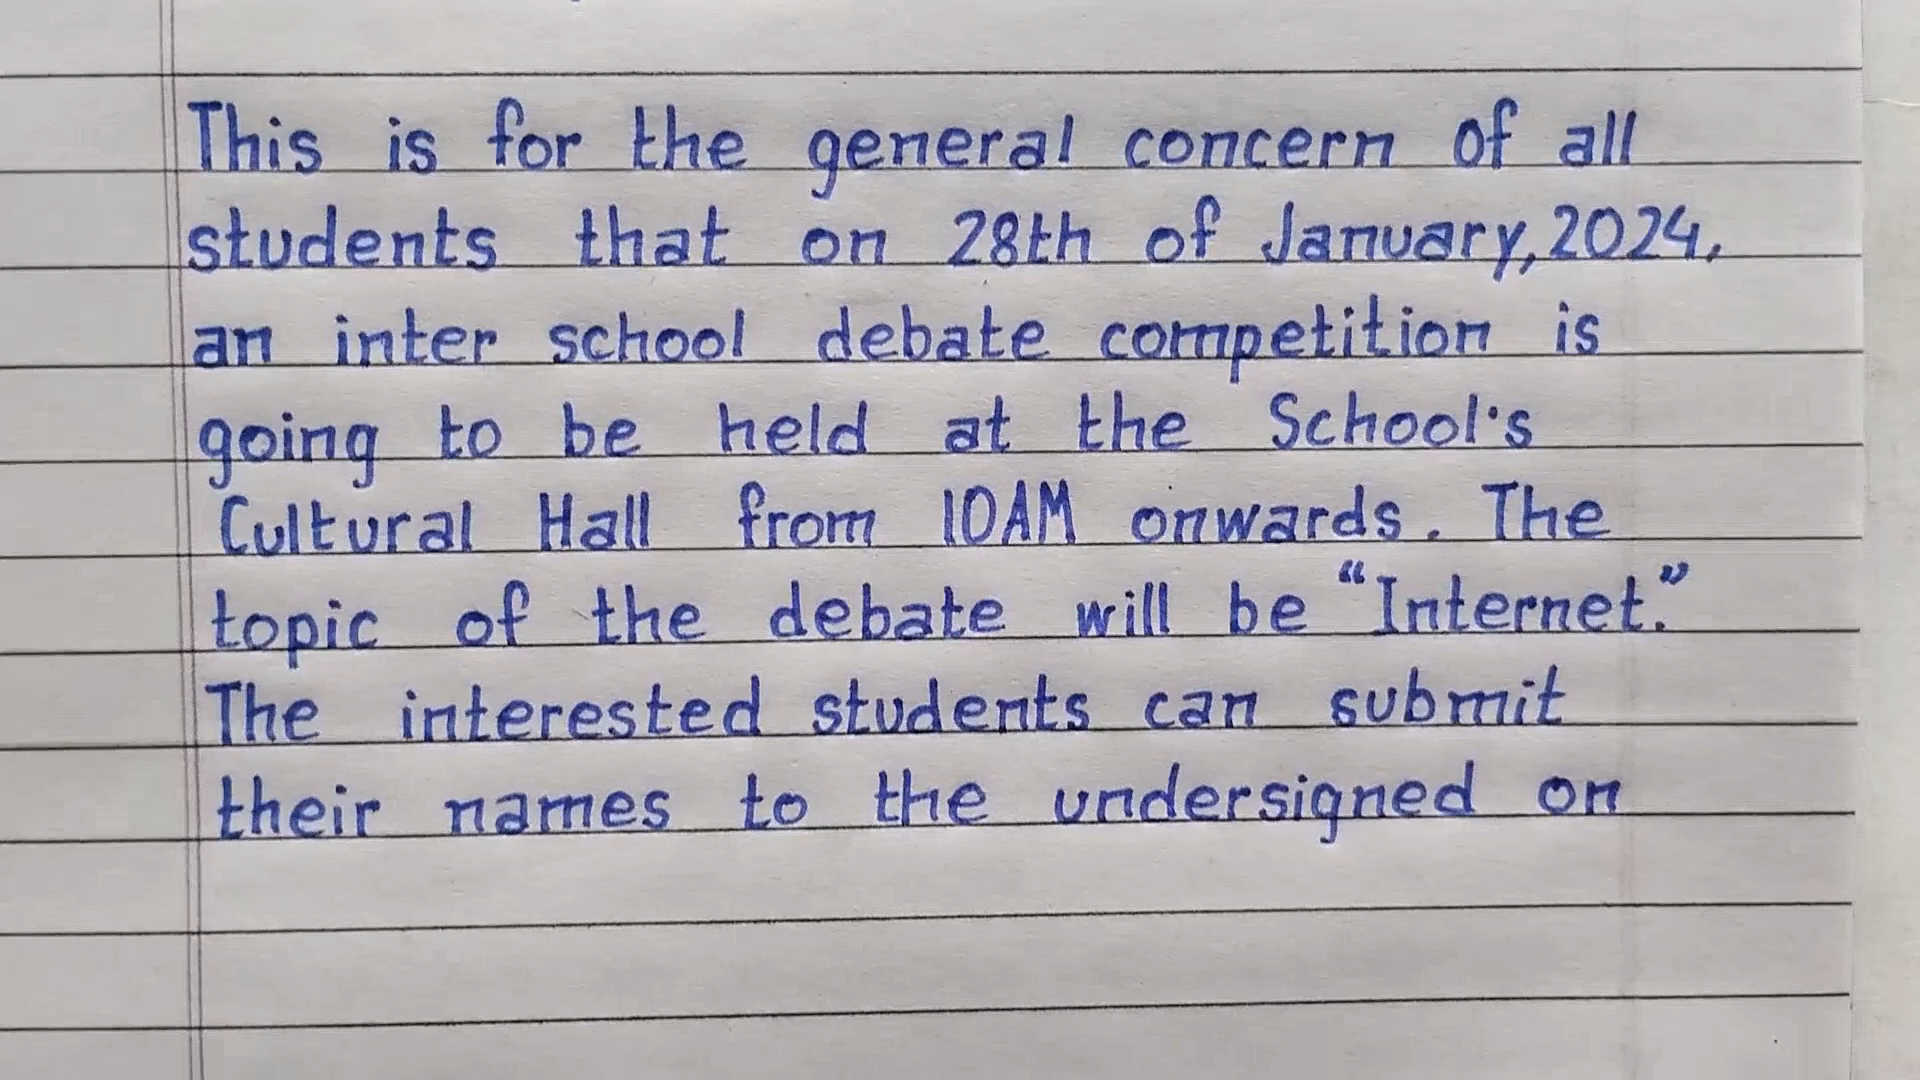 This is for the general concern of all
students that on 28th of January, 2024,
an inter school debate competition is
going to be held at the School's
Cultural Hall from 10AM onwards. The
topic of the debate will be "Internet."
The interested students can submit
their names to the undersigned on